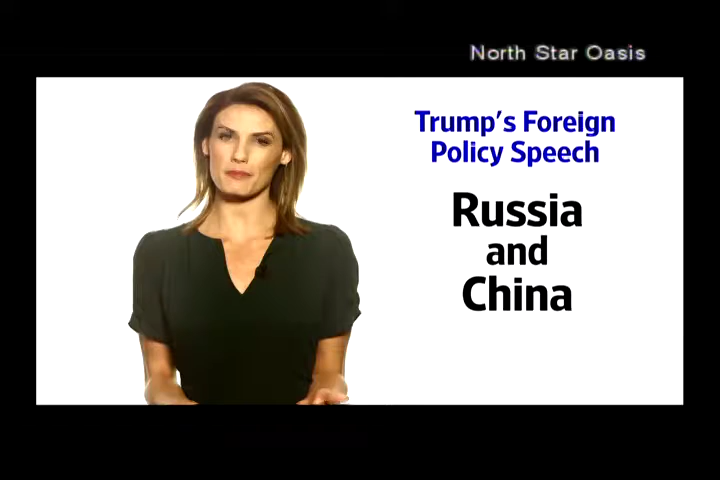 North Star Oasis
Trump's Foreign
Policy Speech
Russia
and
China